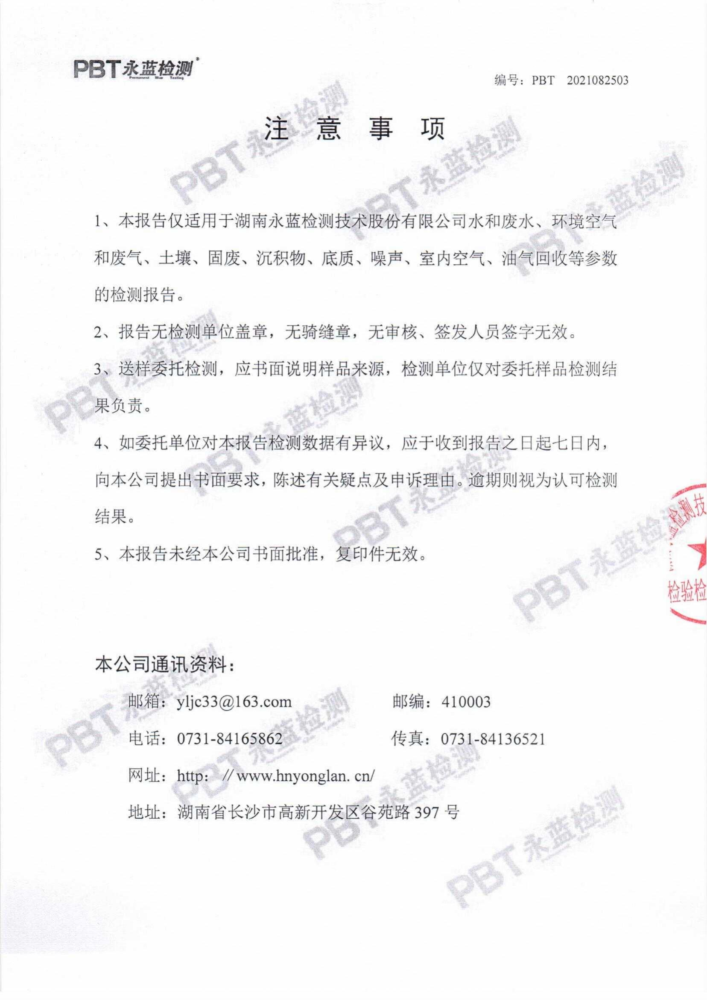 PBT永蓝检测®
Permanent Blue Testing
编号：PBT 2021082503
注 意 事 项
1、本报告仅适用于湖南永蓝检测技术股份有限公司水和废水、环境空气
和废气、土壤、固废、沉积物、底质、噪声、室内空气、油气回收等参数
的检测报告。
2、报告无检测单位盖章，无骑缝章，无审核、签发人员签字无效。
3、送样委托检测，应书面说明样品来源，检测单位仅对委托样品检测结
果负责。
4、如委托单位对本报告检测数据有异议，应于收到报告之日起七日内，
向本公司提出书面要求，陈述有关疑点及申诉理由。逾期则视为认可检测
结果。
5、本报告未经本公司书面批准，复印件无效。
检测技
检验检
本公司通讯资料：
邮箱：yljc33@163.com 邮编：410003
电话：0731-84165862 传真：0731-84136521
网址：http：//www.hnyonglan. cn/
地址：湖南省长沙市高新开发区谷苑路 397 号